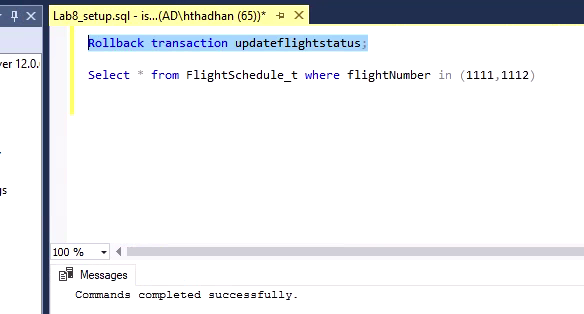 Lab8_setup.sql - is...(AD\hthadhan (65))*
Rollback transaction updateflightstatus;
ver 12.0.
Select * from FlightSchedule_t where flightNumber in (1111,1112)
gs
100 %
Messages
Commands completed successfully.